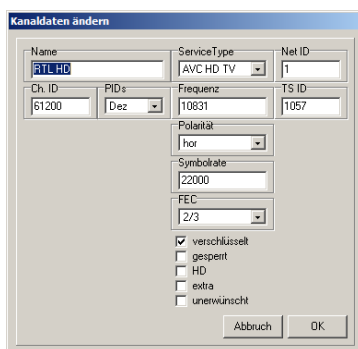 Kanaldaten ändern
Name
RTL HD
ServiceType
AVC HD TV
Net ID
1
Ch. ID
61200
PIDs
Dez
Frequenz
10831
TS ID
1057
Polarität
hor
Symbolrate
22000
FEC
2/3
verschlüsselt
gesperrt
HD
extra
unerwünscht
Abbruch
OK